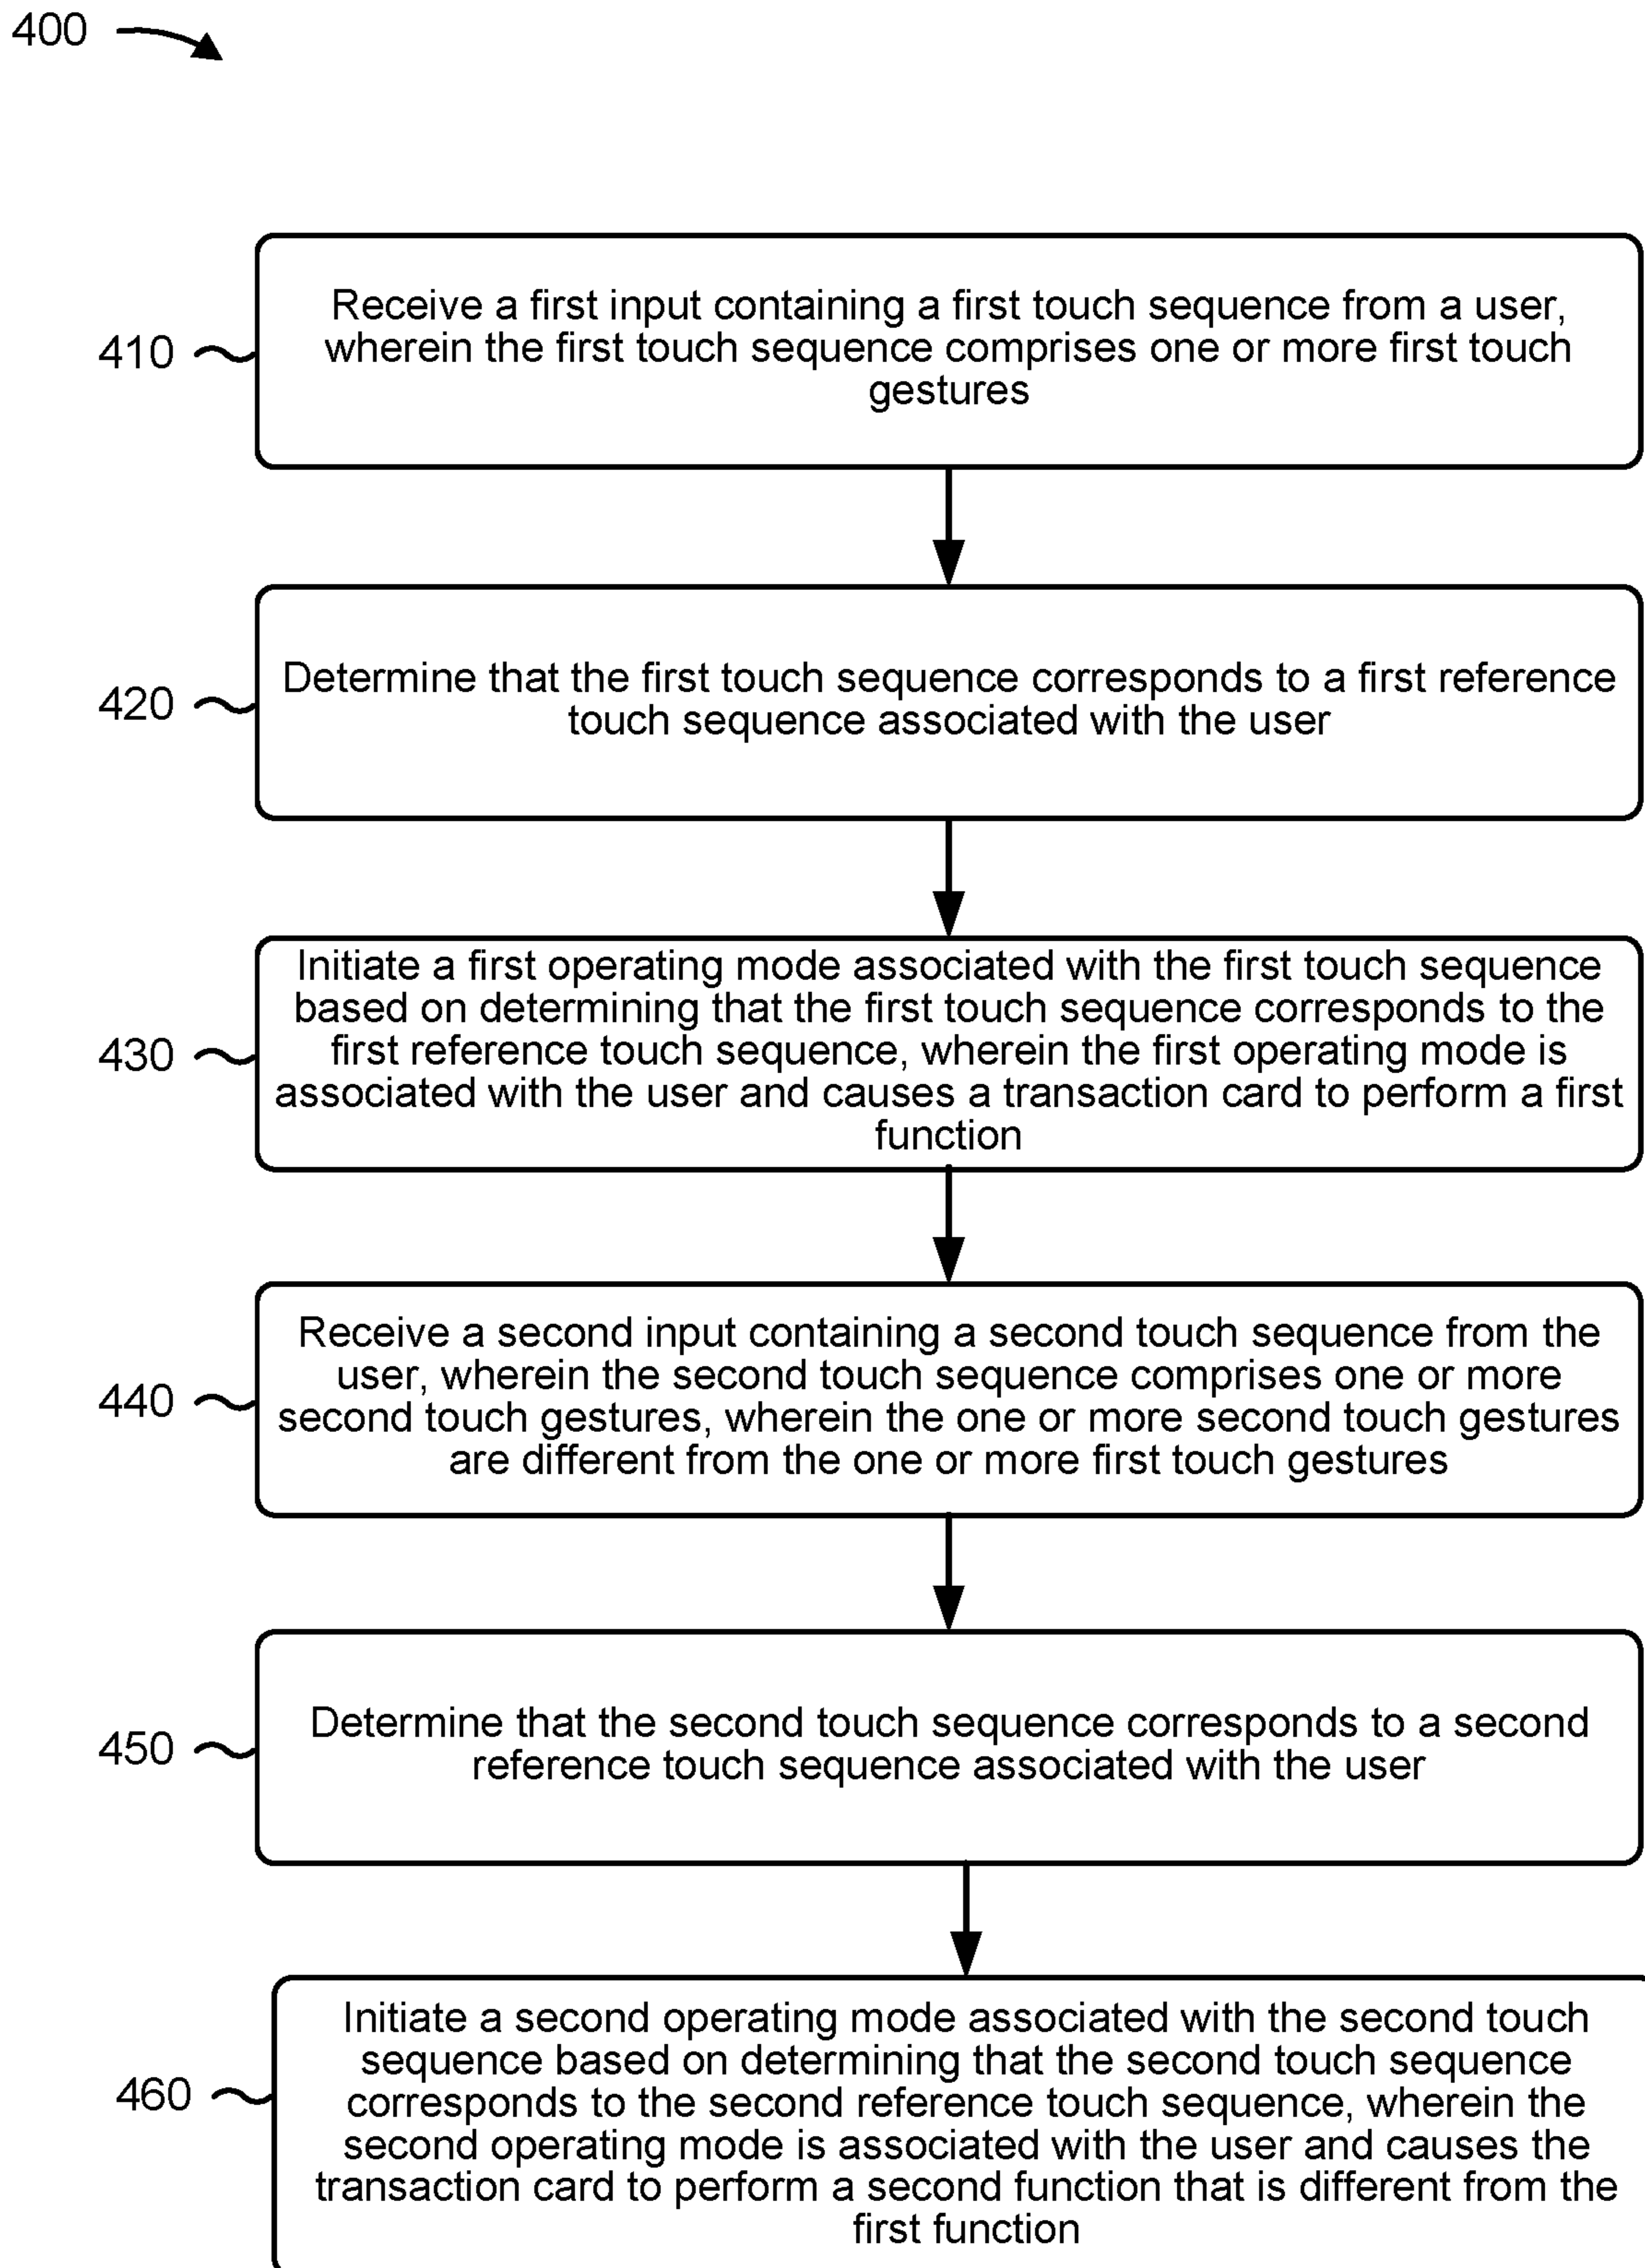 400
Receive a first input containing a first touch sequence from a user,
wherein the first touch sequence comprises one or more first touch
gestures
410
Determine that the first touch sequence corresponds to a first reference
touch sequence associated with the user
420
Initiate a first operating mode associated with the first touch sequence
based on determining that the first touch sequence corresponds to the
first reference touch sequence, wherein the first operating mode is
associated with the user and causes a transaction card to perform a first
function
430
Receive a second input containing a second touch sequence from the
user, wherein the second touch sequence comprises one or more
second touch gestures, wherein the one or more second touch gestures
are different from the one or more first touch gestures
440
Determine that the second touch sequence corresponds to a second
reference touch sequence associated with the user
450
Initiate a second operating mode associated with the second touch
sequence based on determining that the second touch sequence
corresponds to the second reference touch sequence, wherein the
second operating mode is associated with the user and causes the
transaction card to perform a second function that is different from the
first function
460